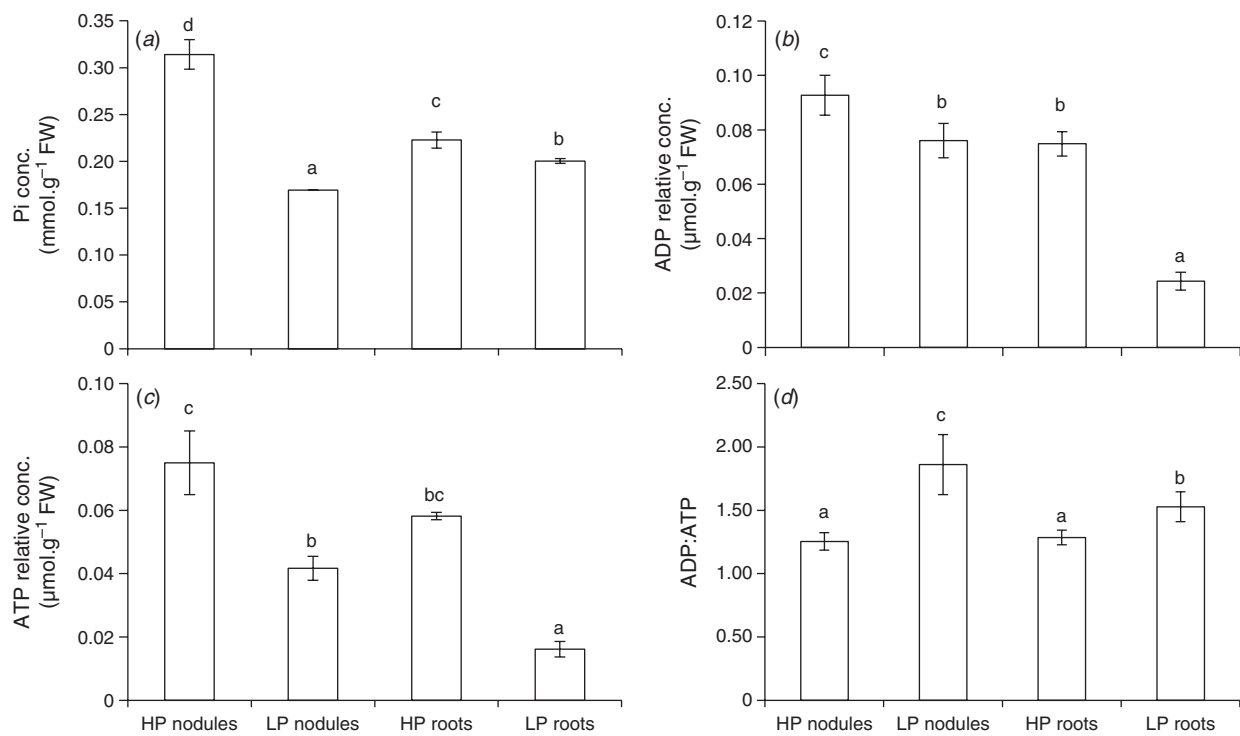 (a)
Pi conc.
(mmol.g⁻¹ FW)
0.35
0.30
0.25
0.20
0.15
0.10
0.05
0
d
a
c
b
(b)
ADP relative conc.
(µmol.g⁻¹ FW)
0.12
0.10
0.08
0.06
0.04
0.02
0
c
b
b
a
(c)
ATP relative conc.
(µmol.g⁻¹ FW)
0.10
0.08
0.06
0.04
0.02
0
c
b
bc
a
HP nodules LP nodules HP roots LP roots
(d)
ADP:ATP
2.50
2.00
1.50
1.00
0.50
0
a
c
a
b
HP nodules LP nodules HP roots LP roots